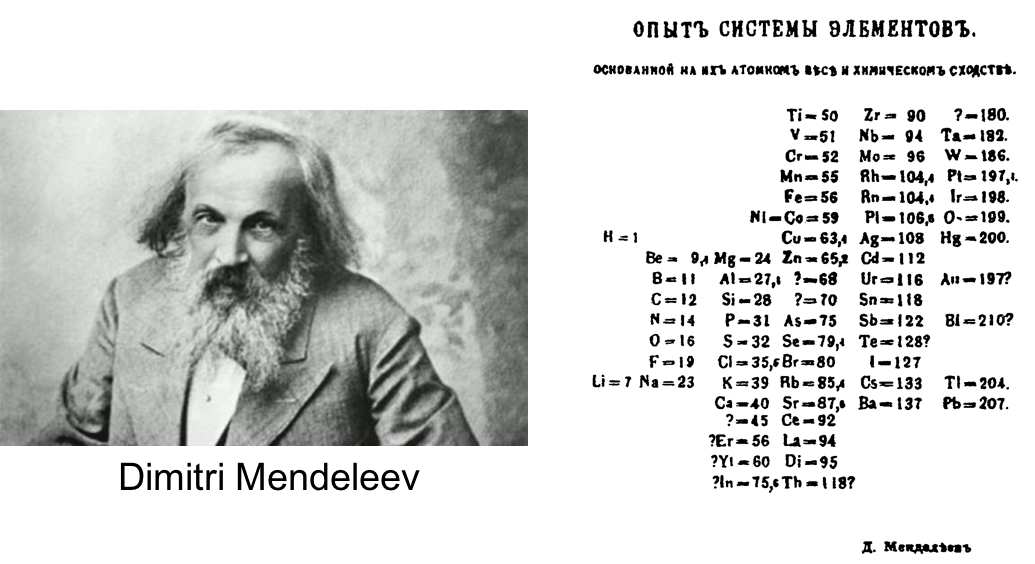 Dimitri Mendeleev
ОПЫТЪ СИСТЕМЫ ЭЛЕМЕНТОВЪ.
ОСНОВАННОЙ НА ИХЪ АТОМНОМЪ ВѢСѢ И ХИМИЧЕСКОМЪ СХОДСТВѢ.
Ti = 50 Zr = 90 ? = 180.
V = 51 Nb = 94 Ta = 182.
Cr = 52 Mo = 96 W = 186.
Mn = 55 Rh = 104,4 Pt = 197,1.
Fe = 56 Rn = 104,4 Ir = 198.
Ni = Co = 59 Pl = 106,6 O- = 199.
H = 1 Cu = 63,4 Ag = 108 Hg = 200.
Be = 9,4 Mg = 24 Zn = 65,2 Cd = 112
B = 11 Al = 27,1 ? = 68 Ur = 116 Au = 197?
C = 12 Si = 28 ? = 70 Sn = 118
N = 14 P = 31 As = 75 Sb = 122 Bi = 210?
O = 16 S = 32 Se = 79,4 Te = 128?
F = 19 Cl = 35,6 Br = 80 I = 127
Li = 7 Na = 23 K = 39 Rb = 85,4 Cs = 133 Tl = 204.
Ca = 40 Sr = 87,6 Ba = 137 Pb = 207.
? = 45 Ce = 92
?Er = 56 La = 94
?Yt = 60 Di = 95
?In = 75,6 Th = 118?
Д. Менделѣевъ